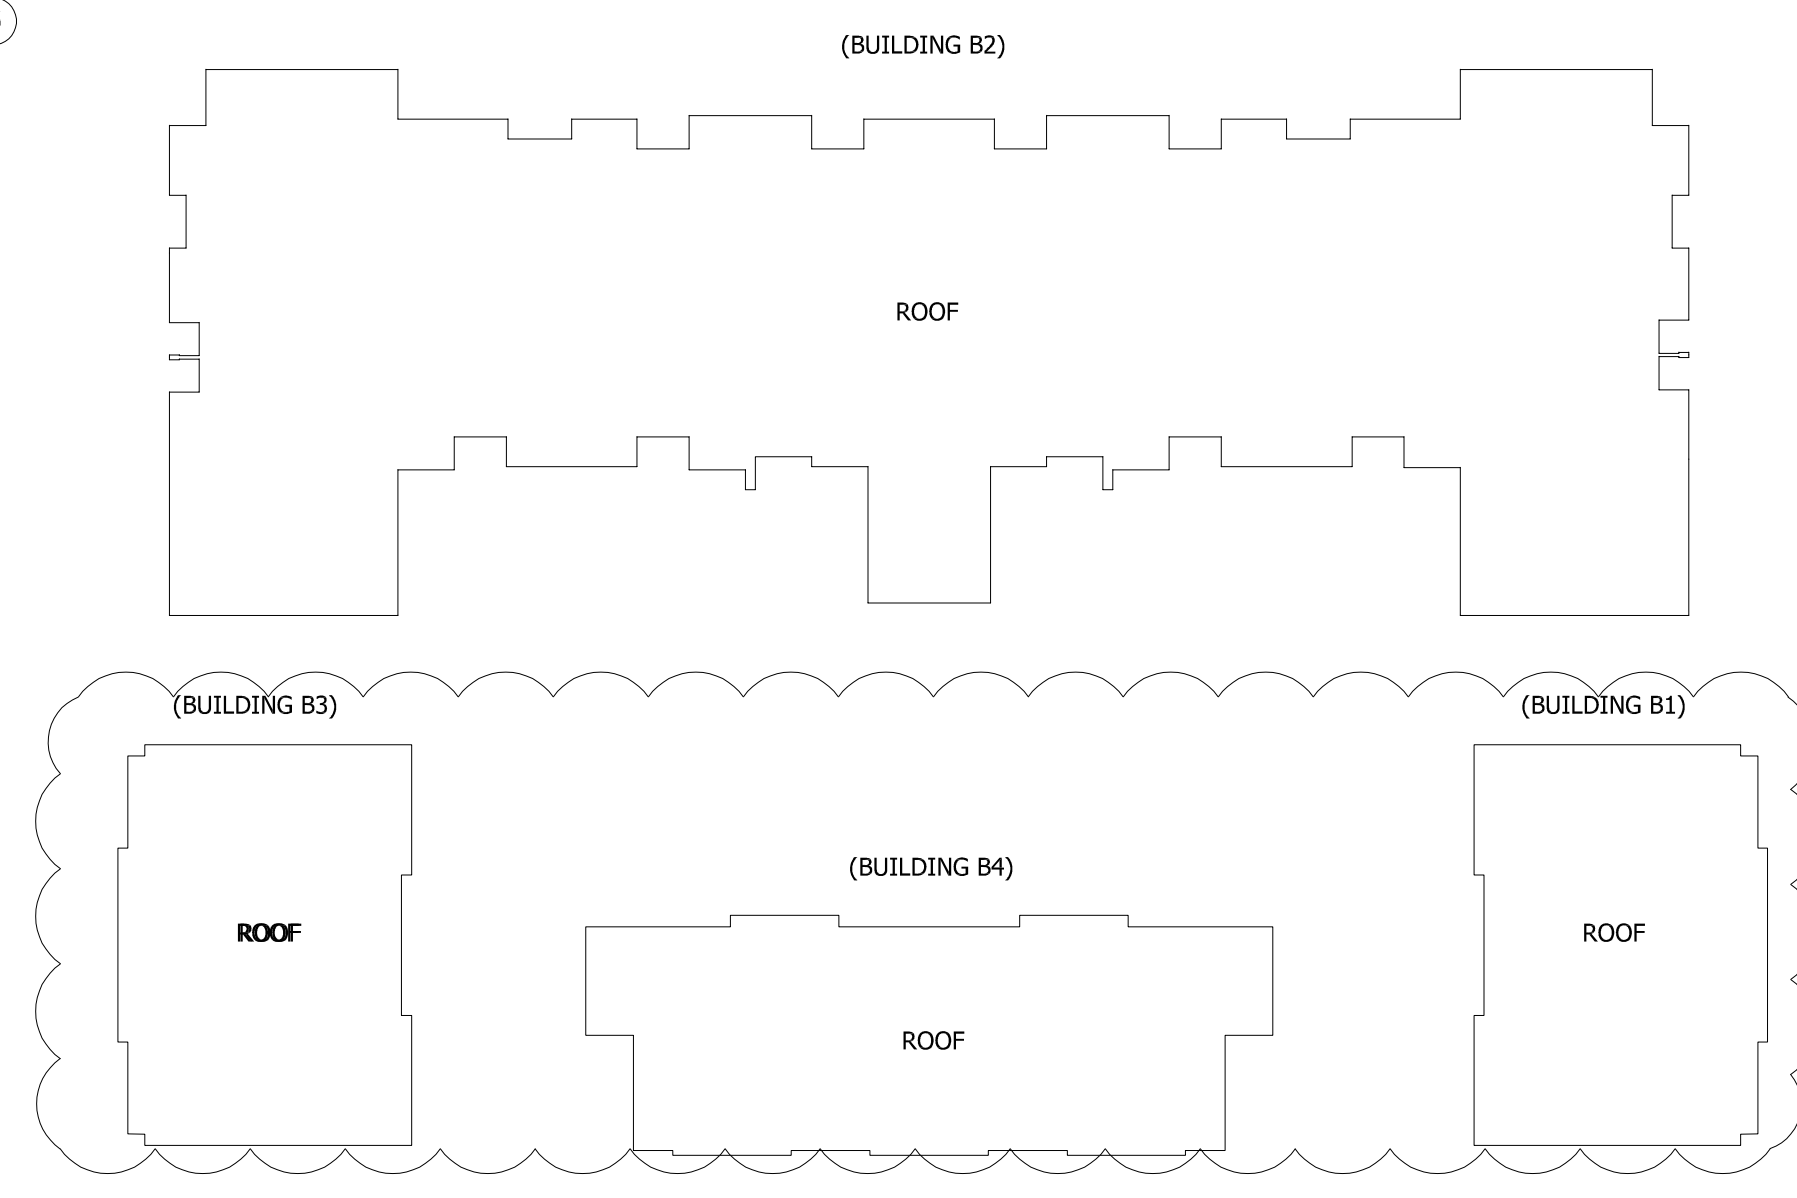 (BUILDING B2)
ROOF
(BUILDING B3)
(BUILDING B1)
(BUILDING B4)
ROOF
ROOF
ROOF